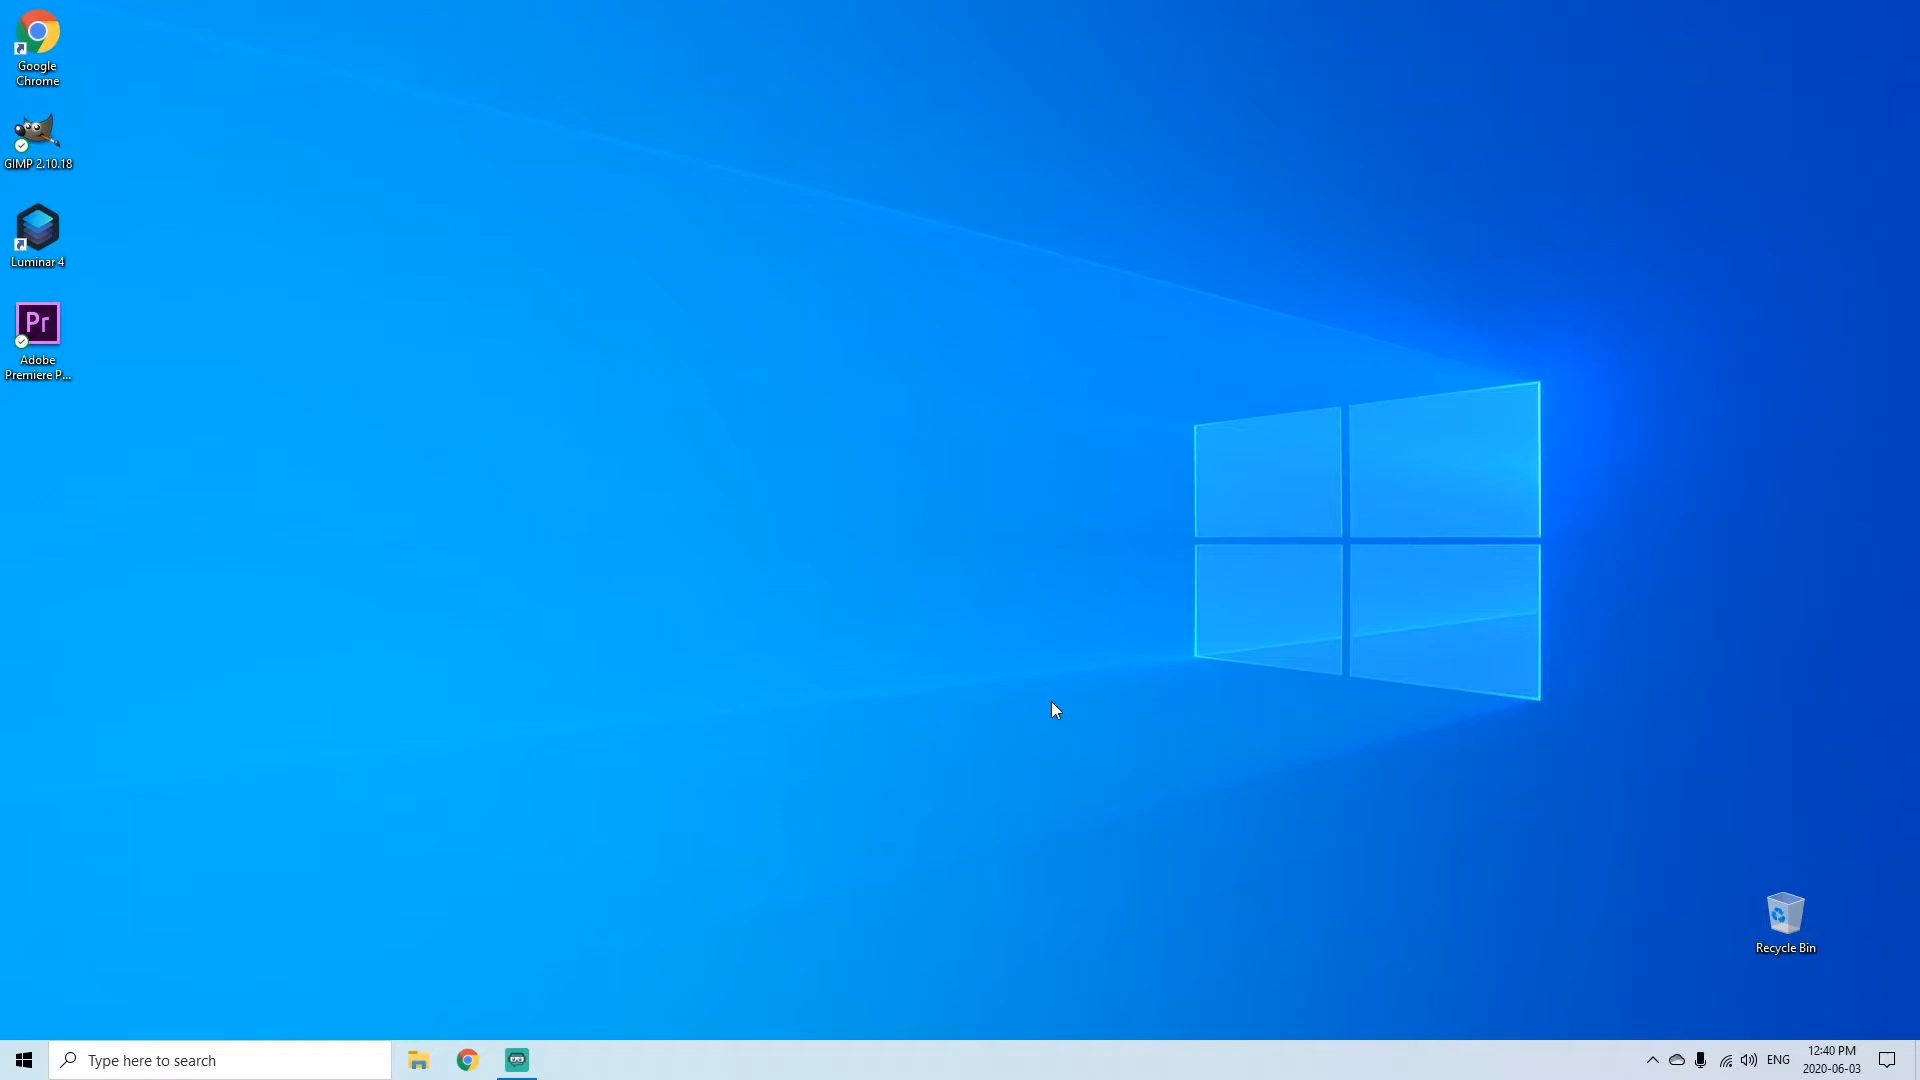 Google
Chrome
GIMP 2.10.18
Luminar 4
Pr
Adobe
Premiere P...
Recycle Bin
Type here to search
ENG
12:40 PM
2020-06-03